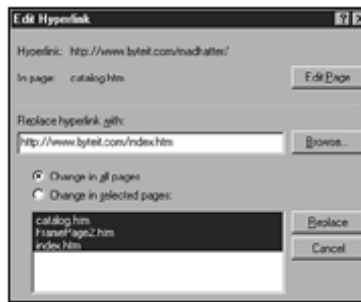 Edit Hyperlink
Hyperlink: http://www.byteit.com/madhatter/
In page: catalog.htm
Edit Page
Replace hyperlink with:
http://www.byteit.com/index.htm
Browse...
Change in all pages
Change in selected pages:
catalog.htm
FramePage2.htm
index.htm
Replace
Cancel